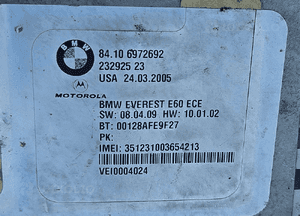 BMW
84.10 6972692
232925 23
USA 24.03.2005
MOTOROLA
BMW EVEREST E60 ECE
SW: 08.04.09 HW: 10.01.02
BT: 00128AFE9F27
PK:
IMEI: 351231003654213
VEI0004024